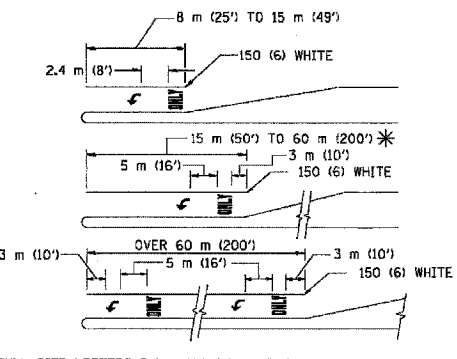 8 m (25') TO 15 m (49')
150 (6) WHITE
2.4 m (8')
ONLY
15 m (50') TO 60 m (200') *
5 m (16')
3 m (10')
150 (6) WHITE
ONLY
OVER 60 m (200')
3 m (10')
5 m (16')
3 m (10')
150 (6) WHITE
ONLY
ONLY